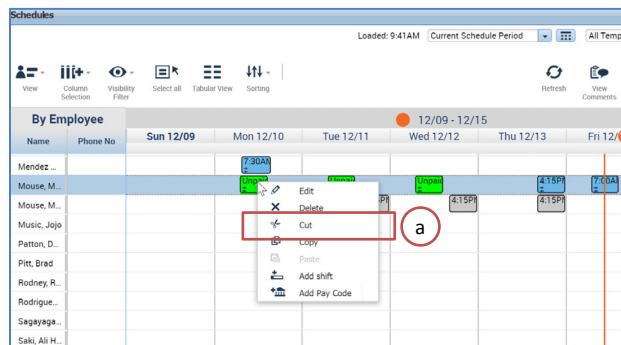 Schedules
Loaded: 9:41AM Current Schedule Period All Temp
View Column Selection Visibility Filter Select all Tabular View Sorting Refresh View Comments
By Employee 12/09 - 12/15
Name Phone No Sun 12/09 Mon 12/10 Tue 12/11 Wed 12/12 Thu 12/13 Fri 12/
Mendez ... 7:30AM
Mouse, M... Unpaid Unpaid Unpaid 4:15PM 7:00AM
Mouse, M... 4:15PM 4:15PM
Music, Jojo
Patton, D...
Pitt, Brad
Rodney, R...
Rodrigue...
Sagayaga...
Saki, Ali H...
Edit
Delete
Cut
a
Copy
Paste
Add shift
Add Pay Code